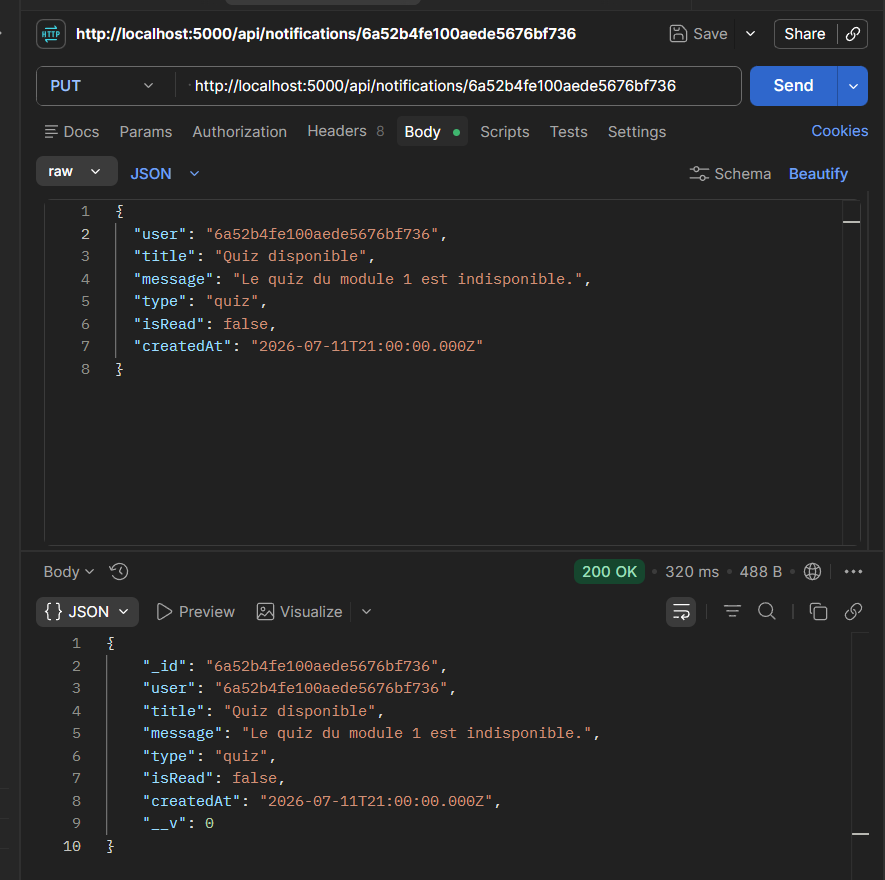 HTTP http://localhost:5000/api/notifications/6a52b4fe100aede5676bf736 Save Share
PUT http://localhost:5000/api/notifications/6a52b4fe100aede5676bf736 Send
Docs Params Authorization Headers 8 Body Scripts Tests Settings Cookies
raw JSON Schema Beautify
1 {
2 "user": "6a52b4fe100aede5676bf736",
3 "title": "Quiz disponible",
4 "message": "Le quiz du module 1 est indisponible.",
5 "type": "quiz",
6 "isRead": false,
7 "createdAt": "2026-07-11T21:00:00.000Z"
8 }
Body 200 OK • 320 ms • 488 B •
{} JSON Preview Visualize
1 {
2 "_id": "6a52b4fe100aede5676bf736",
3 "user": "6a52b4fe100aede5676bf736",
4 "title": "Quiz disponible",
5 "message": "Le quiz du module 1 est indisponible.",
6 "type": "quiz",
7 "isRead": false,
8 "createdAt": "2026-07-11T21:00:00.000Z",
9 "__v": 0
10 }